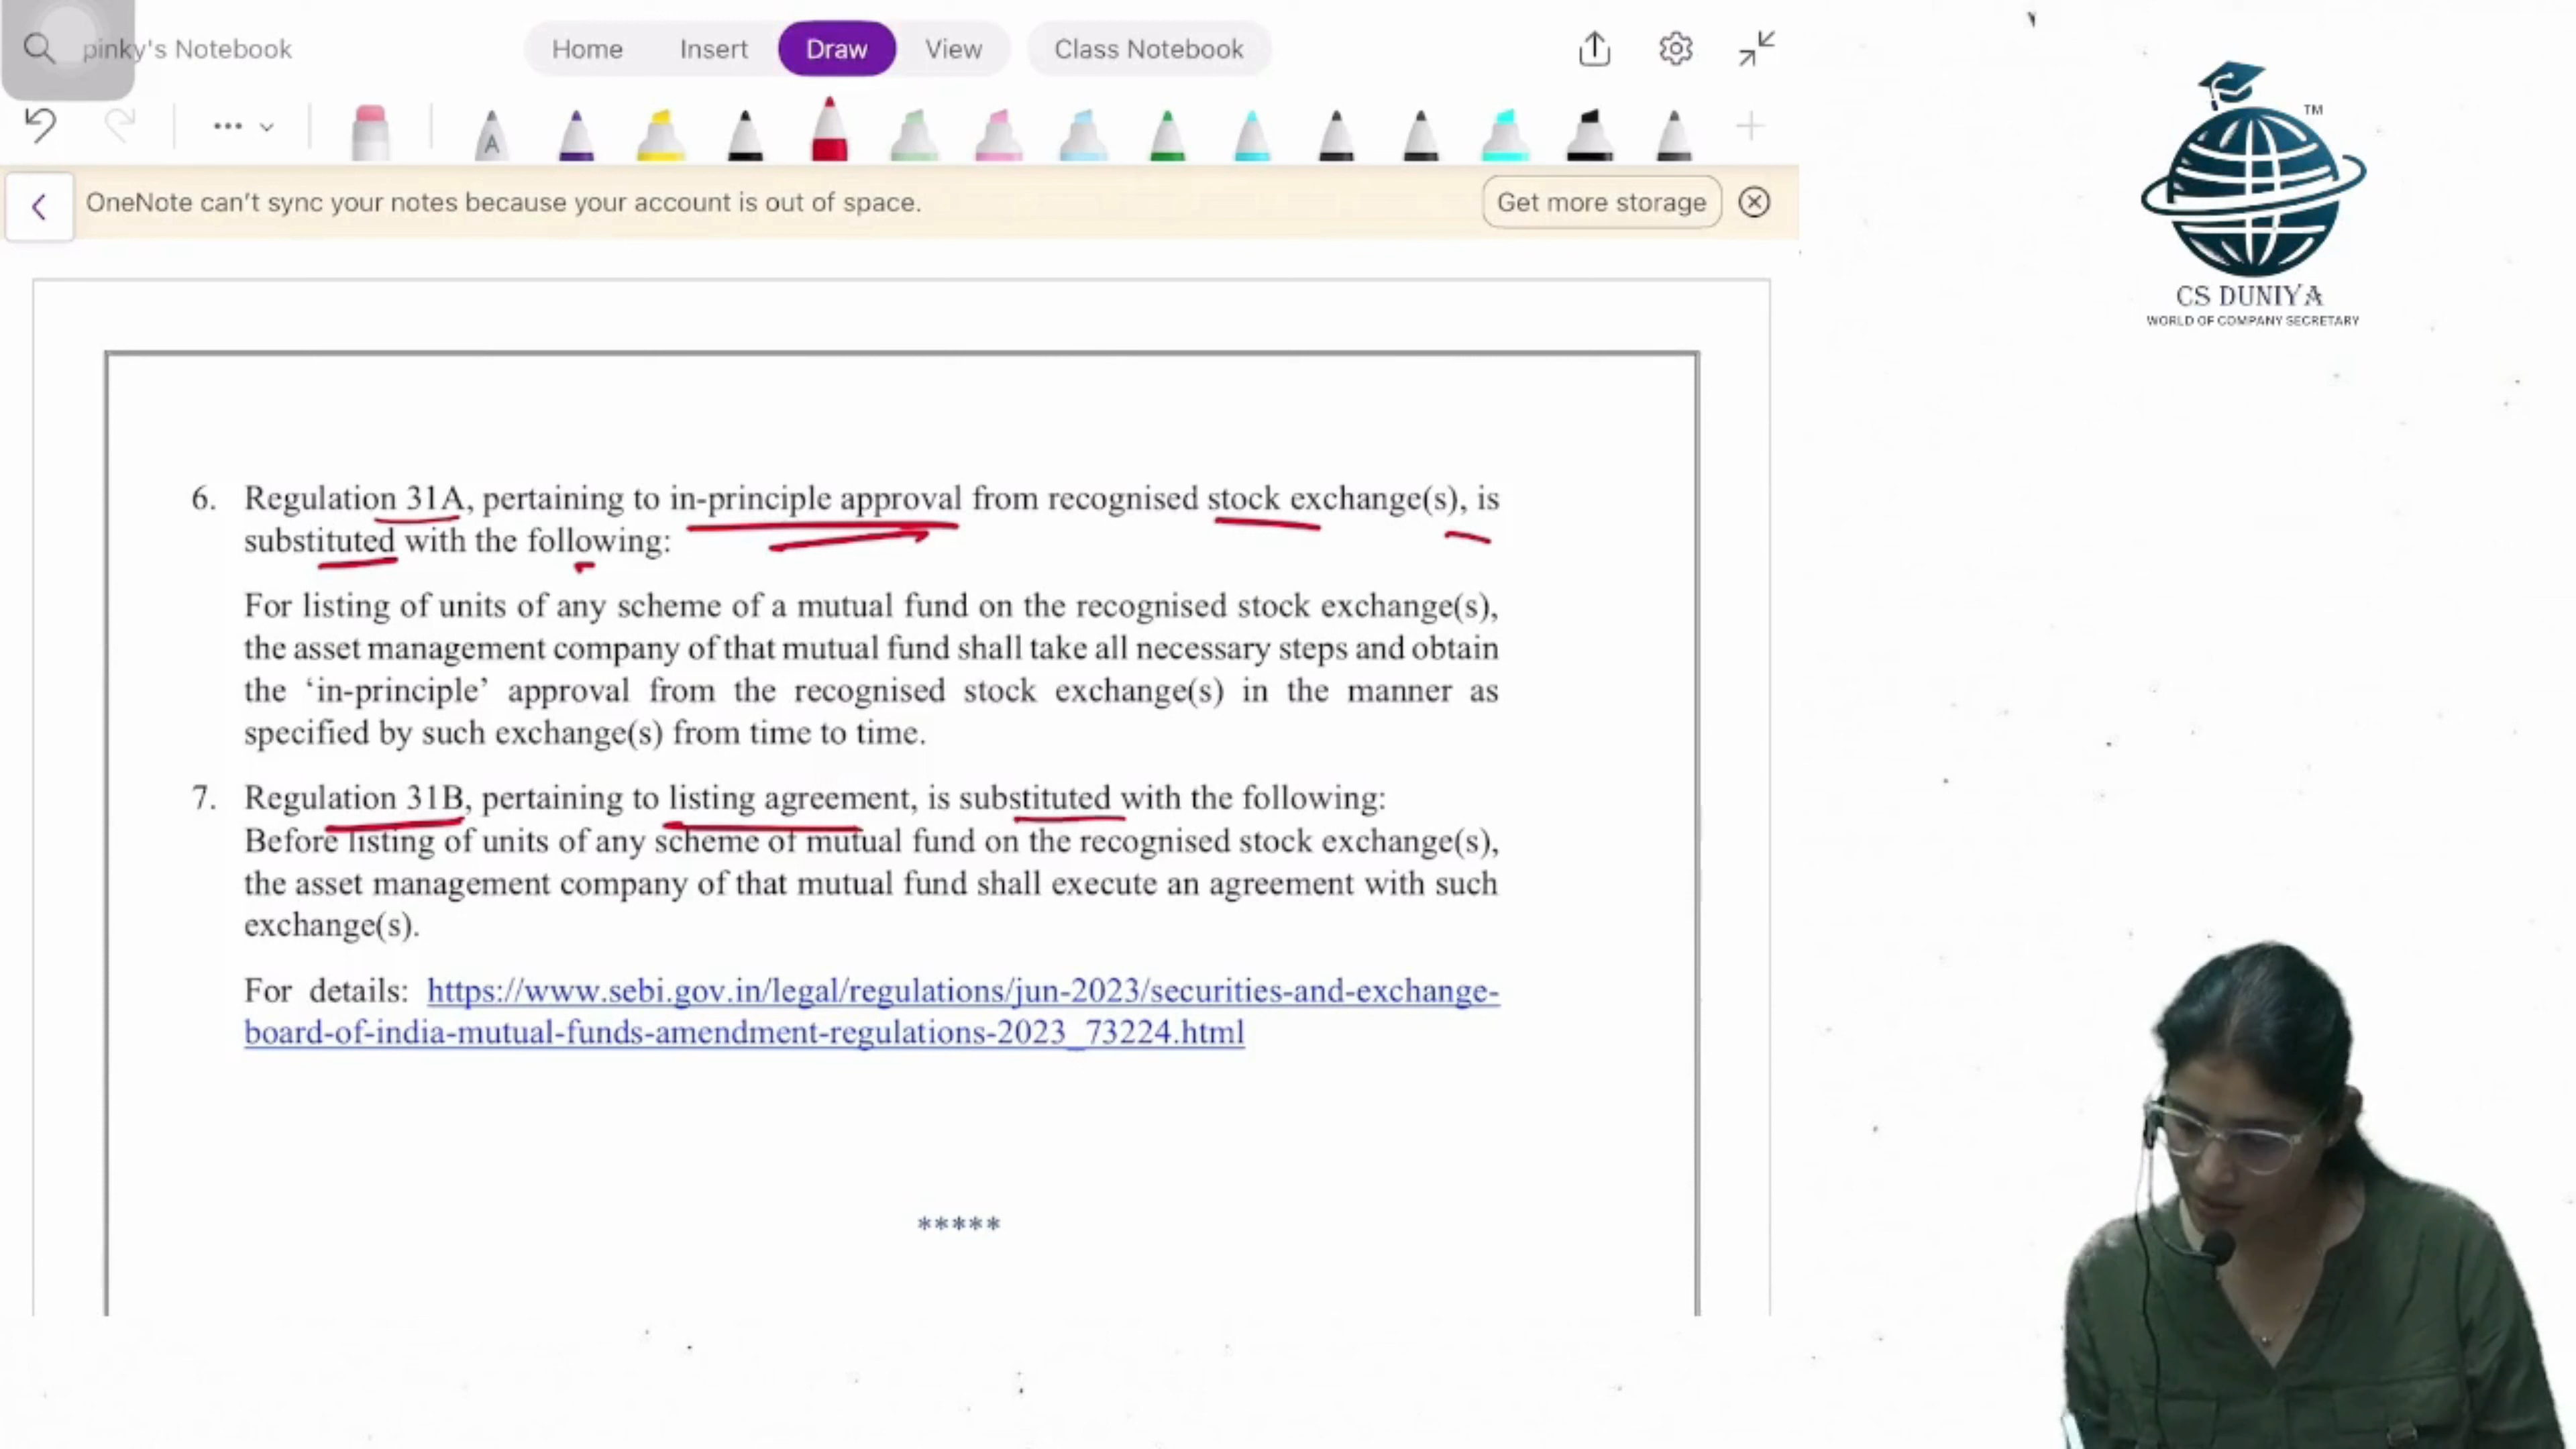 pinky's Notebook
Home Insert Draw View Class Notebook
A
OneNote can't sync your notes because your account is out of space.
Get more storage
TM
CS DUNIYA
WORLD OF COMPANY SECRETARY
6. Regulation 31A, pertaining to in-principle approval from recognised stock exchange(s), is
substituted with the following:
For listing of units of any scheme of a mutual fund on the recognised stock exchange(s),
the asset management company of that mutual fund shall take all necessary steps and obtain
the ‘in-principle’ approval from the recognised stock exchange(s) in the manner as
specified by such exchange(s) from time to time.
7. Regulation 31B, pertaining to listing agreement, is substituted with the following:
Before listing of units of any scheme of mutual fund on the recognised stock exchange(s),
the asset management company of that mutual fund shall execute an agreement with such
exchange(s).
For details: https://www.sebi.gov.in/legal/regulations/jun-2023/securities-and-exchange-
board-of-india-mutual-funds-amendment-regulations-2023_73224.html
*****